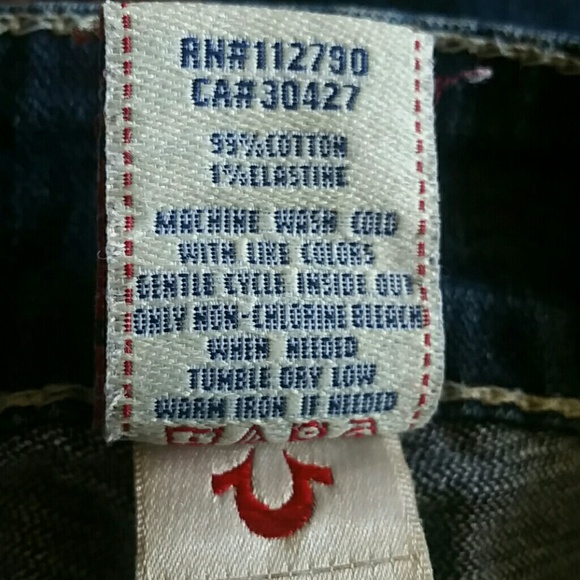 RN#112790
CA#30427
99%COTTON
1%ELASTINE
MACHINE WASH COLD
WITH LIKE COLORS
GENTLE CYCLE INSIDE OUT
ONLY NON-CHLORINE BLEACH
WHEN NEEDED
TUMBLE DRY LOW
WARM IRON IF NEEDED